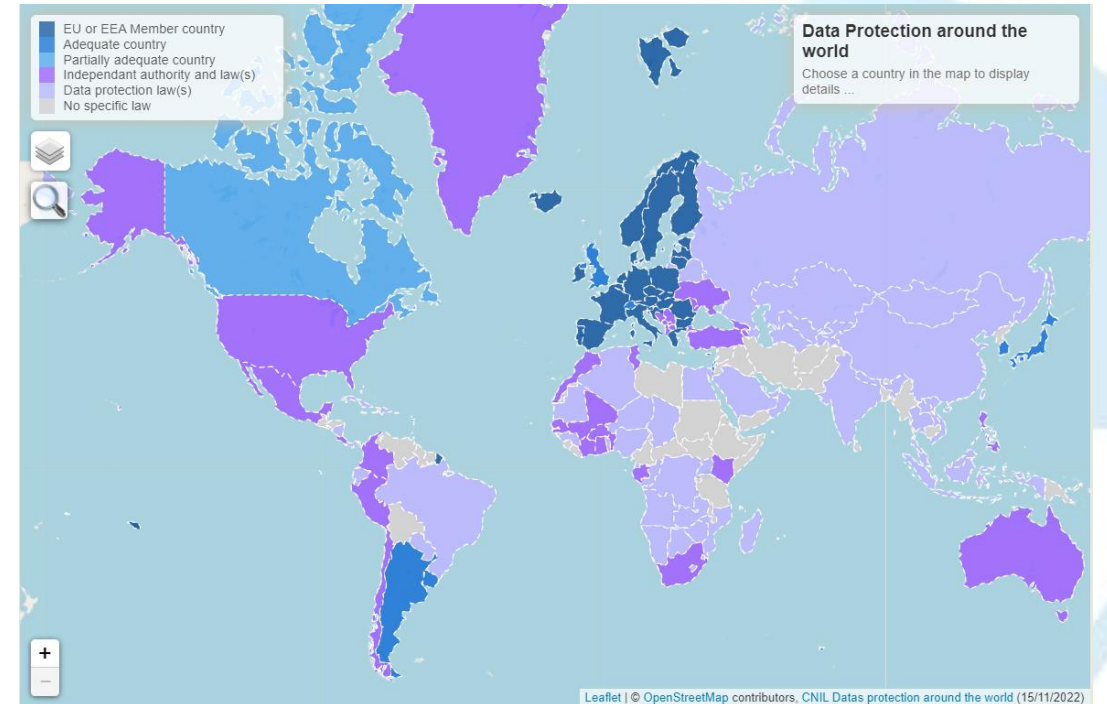 EU or EEA Member country
Adequate country
Partially adequate country
Independant authority and law(s)
Data protection law(s)
No specific law
Data Protection around the
world
Choose a country in the map to display
details ...
+
−
Leaflet | © OpenStreetMap contributors, CNIL Datas protection around the world (15/11/2022)